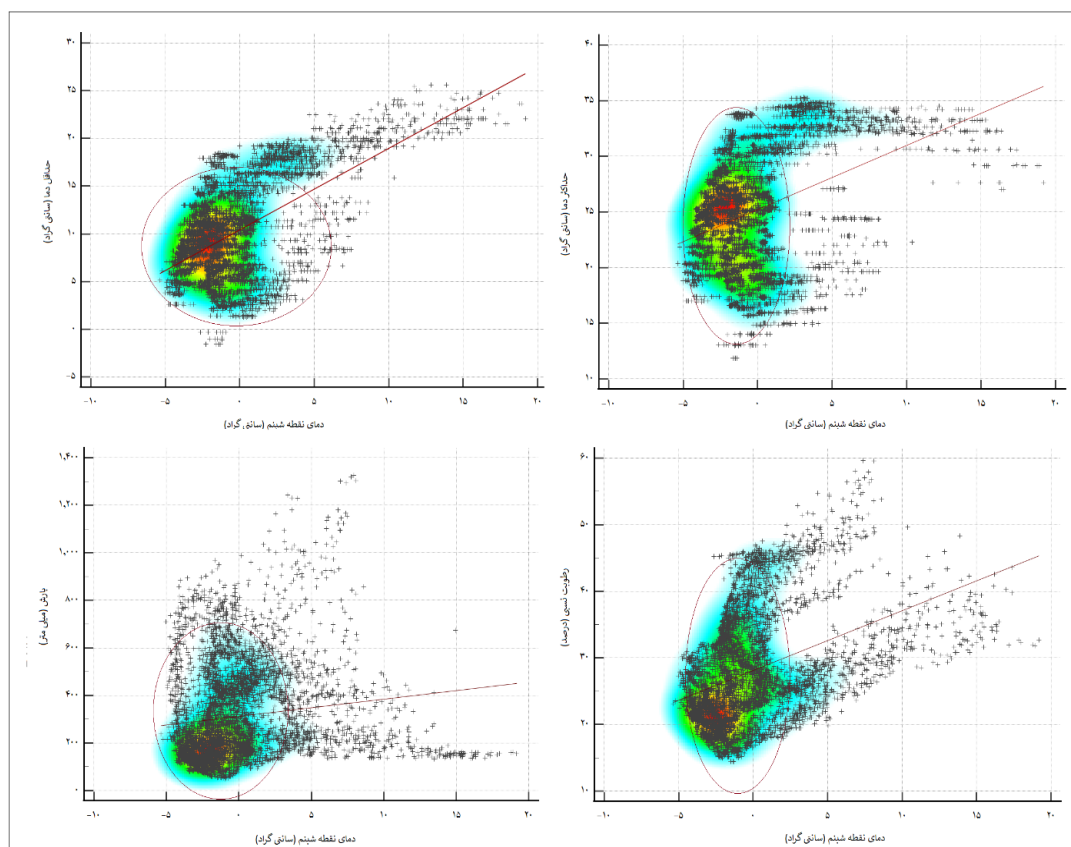 ۳۰
۲۵
۲۰
۱۵
۱۰
۵
۰
−۵
حداقل دما (سانتی گراد)
−۱۰ −۵ ۰ ۵ ۱۰ ۱۵ ۲۰
دمای نقطه شبنم (سانتی گراد)
۴۰
۳۵
۳۰
۲۵
۲۰
۱۵
۱۰
حداکثر دما (سانتی گراد)
−۱۰ −۵ ۰ ۵ ۱۰ ۱۵ ۲۰
دمای نقطه شبنم (سانتی گراد)
۱,۴۰۰
۱,۲۰۰
۱,۰۰۰
۸۰۰
۶۰۰
۴۰۰
۲۰۰
۰
بارش (میلی متر)
−۱۰ −۵ ۰ ۵ ۱۰ ۱۵ ۲۰
دمای نقطه شبنم (سانتی گراد)
۶۰
۵۰
۴۰
۳۰
۲۰
۱۰
رطوبت نسبی (درصد)
−۱۰ −۵ ۰ ۵ ۱۰ ۱۵ ۲۰
دمای نقطه شبنم (سانتی گراد)